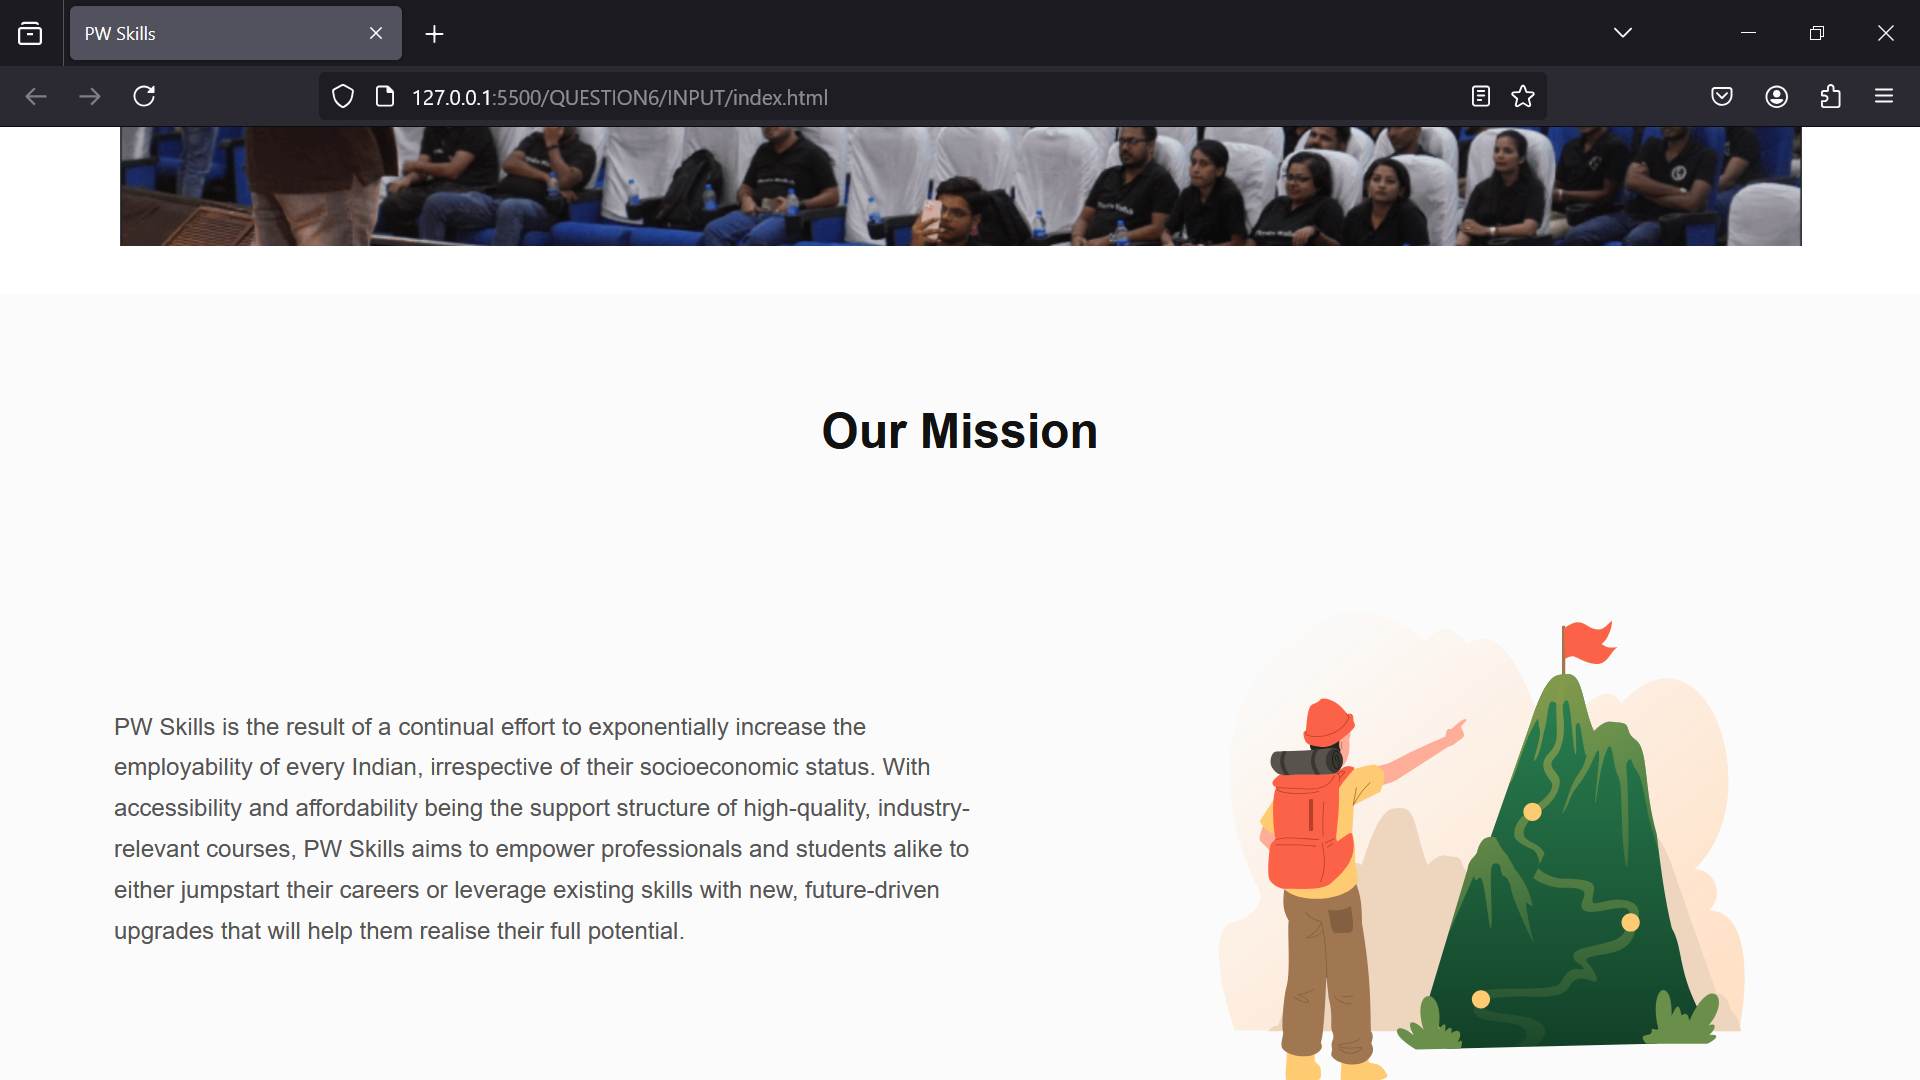 PW Skills
127.0.0.1:5500/QUESTION6/INPUT/index.html
Our Mission
PW Skills is the result of a continual effort to exponentially increase the
employability of every Indian, irrespective of their socioeconomic status. With
accessibility and affordability being the support structure of high-quality, industry-
relevant courses, PW Skills aims to empower professionals and students alike to
either jumpstart their careers or leverage existing skills with new, future-driven
upgrades that will help them realise their full potential.